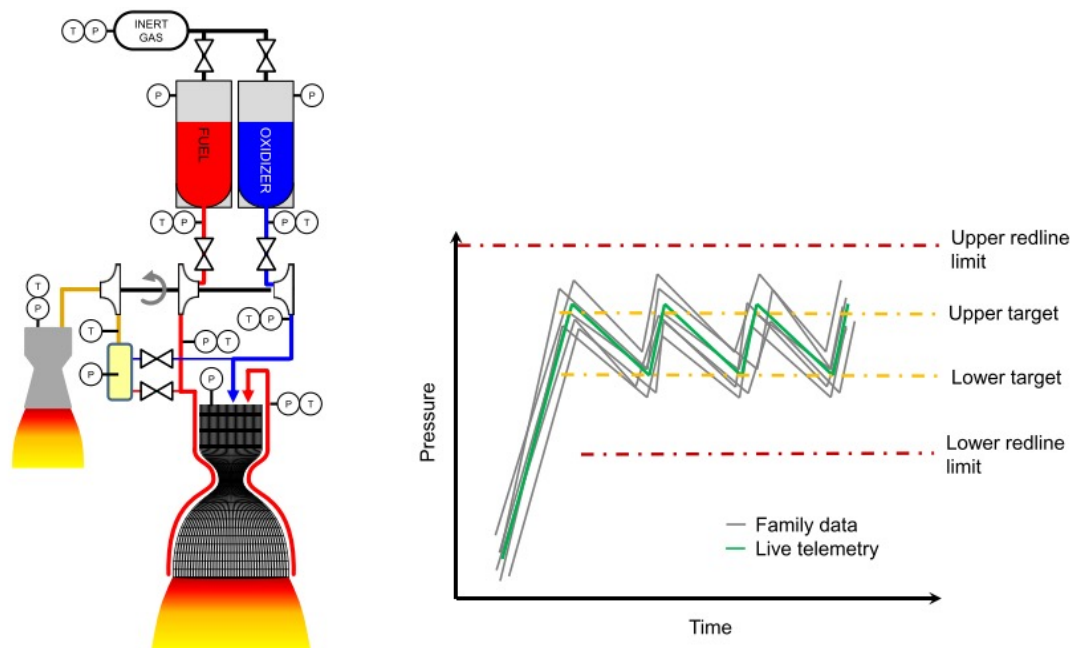 INERT
GAS
T P
P
P
FUEL
OXIDIZER
T P
P T
T
P
T
T P
P T
P
P
P T
Pressure
Upper redline
limit
Upper target
Lower target
Lower redline
limit
Family data
Live telemetry
Time